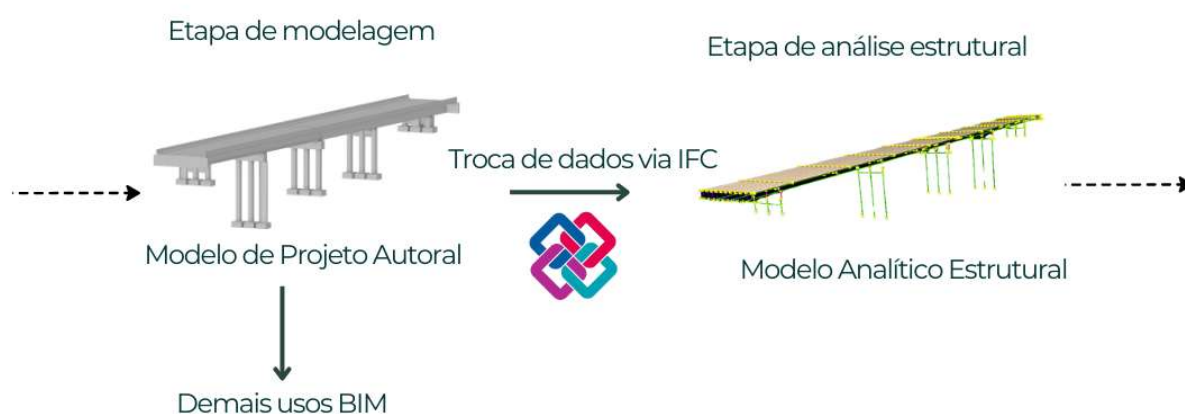 Etapa de modelagem
Etapa de análise estrutural
Troca de dados via IFC
Modelo de Projeto Autoral
Modelo Analítico Estrutural
Demais usos BIM